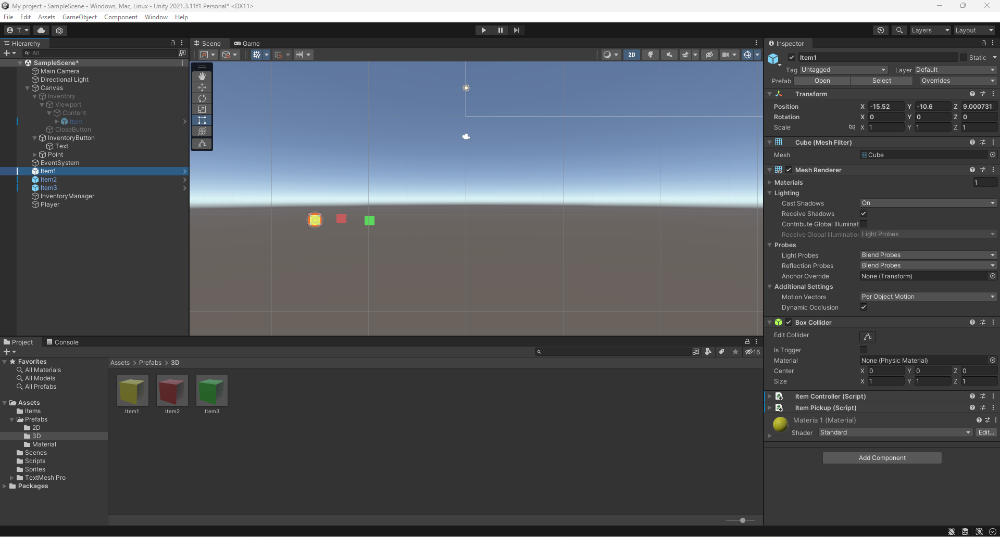 My project - SampleScene - Windows, Mac, Linux - Unity 2021.3.11f1 Personal* <DX11>
File Edit Assets GameObject Component Window Help
T Layers Layout
Hierarchy
All
SampleScene*
Main Camera
Directional Light
Canvas
Inventory
Viewport
Content
Item
CloseButton
InventoryButton
Text
Point
EventSystem
Item1
Item2
Item3
InventoryManager
Player
Scene Game
2D
Inspector
Item1 Static
Tag Untagged Layer Default
Prefab Open Select Overrides
Transform
Position X -15.52 Y -10.6 Z 9.000731
Rotation X 0 Y 0 Z 0
Scale X 1 Y 1 Z 1
Cube (Mesh Filter)
Mesh Cube
Mesh Renderer
Materials 1
Lighting
Cast Shadows On
Receive Shadows
Contribute Global Illuminat
Receive Global Illumination Light Probes
Probes
Light Probes Blend Probes
Reflection Probes Blend Probes
Anchor Override None (Transform)
Additional Settings
Motion Vectors Per Object Motion
Dynamic Occlusion
Box Collider
Edit Collider
Is Trigger
Material None (Physic Material)
Center X 0 Y 0 Z 0
Size X 1 Y 1 Z 1
Item Controller (Script)
Item Pickup (Script)
Materia 1 (Material)
Shader Standard Edit...
Add Component
Project Console
16
Favorites
All Materials
All Models
All Prefabs
Assets
Items
Prefabs
2D
3D
Material
Scenes
Scripts
Sprites
TextMesh Pro
Packages
Assets > Prefabs > 3D
Item1 Item2 Item3